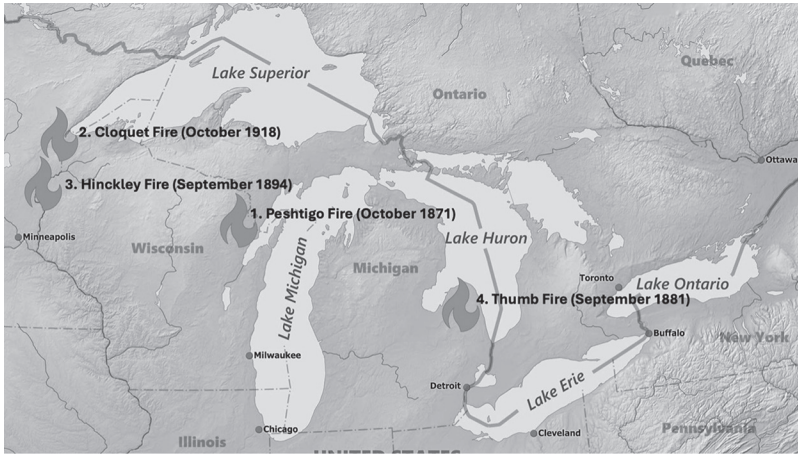 Lake Superior
Ontario
Quebec
2. Cloquet Fire (October 1918)
Ottawa
3. Hinckley Fire (September 1894)
1. Peshtigo Fire (October 1871)
Minneapolis
Wisconsin
Lake Huron
Lake Michigan
Michigan
Toronto
Lake Ontario
4. Thumb Fire (September 1881)
Buffalo
New York
Milwaukee
Detroit
Lake Erie
Chicago
Cleveland
Pennsylvania
Illinois
UNITED STATES